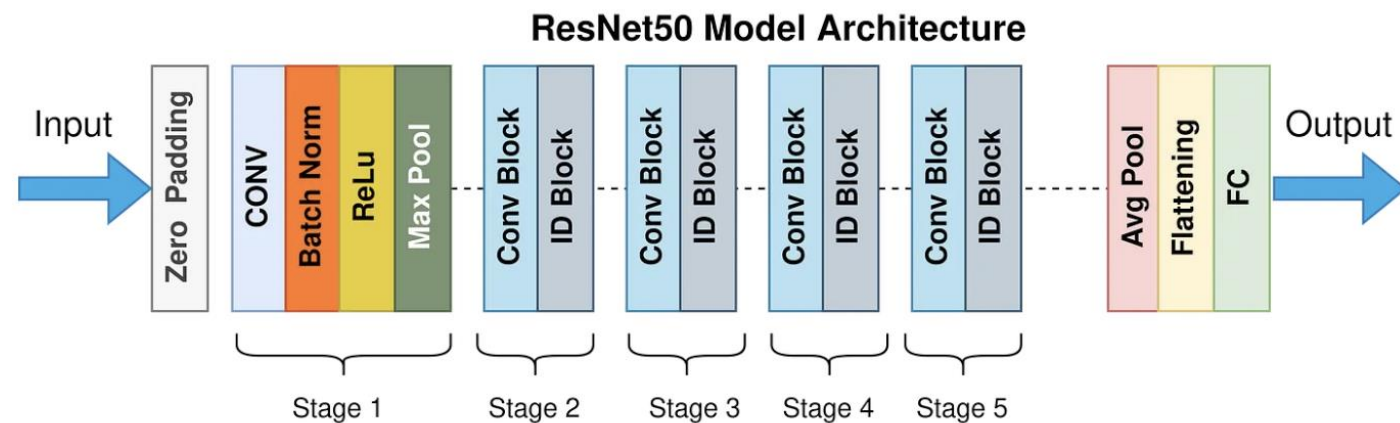 ResNet50 Model Architecture
Input
Zero Padding
CONV
Batch Norm
ReLu
Max Pool
Conv Block
ID Block
Conv Block
ID Block
Conv Block
ID Block
Conv Block
ID Block
Avg Pool
Flattening
FC
Output
Stage 1
Stage 2
Stage 3
Stage 4
Stage 5